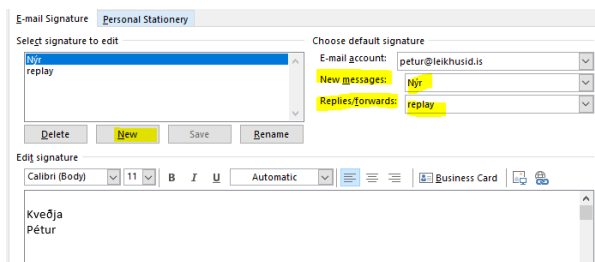 E-mail Signature Personal Stationery
Select signature to edit
Nýr
replay
Delete New Save Rename
Choose default signature
E-mail account: petur@leikhusid.is
New messages: Nýr
Replies/forwards: replay
Edit signature
Calibri (Body) 11 B I U Automatic Business Card
Kveðja
Pétur